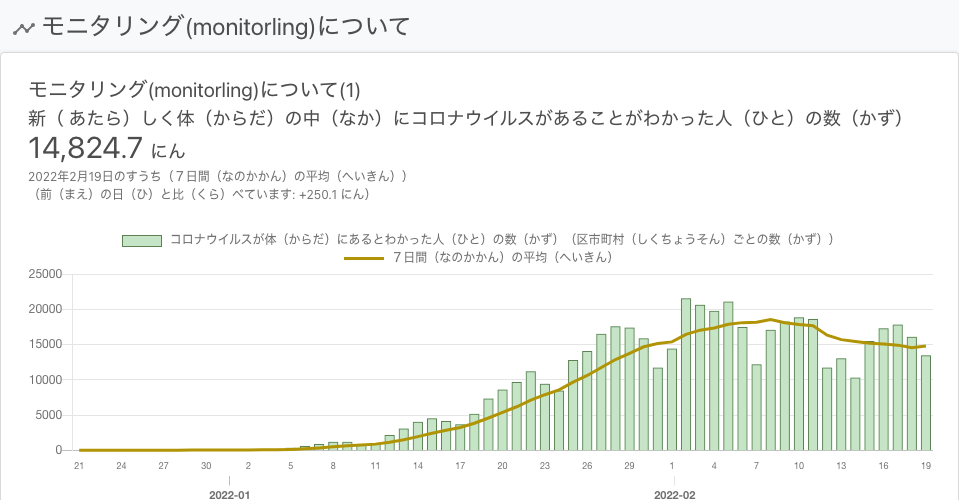 モニタリング(monitorling)について
モニタリング(monitorling)について(1)
新（ あたら）しく体（からだ）の中（なか）にコロナウイルスがあることがわかった人（ひと）の数（かず）
14,824.7 にん
2022年2月19日のすうち（７日間（なのかかん）の平均（へいきん））
（前（まえ）の日（ひ）と比（くら）べています: +250.1 にん）
コロナウイルスが体（からだ）にあるとわかった人（ひと）の数（かず）（区市町村（しくちょうそん）ごとの数（かず））
７日間（なのかかん）の平均（へいきん）
25000
20000
15000
10000
5000
0
21 24 27 30 2 5 8 11 14 17 20 23 26 29 1 4 7 10 13 16 19
2022-01 2022-02